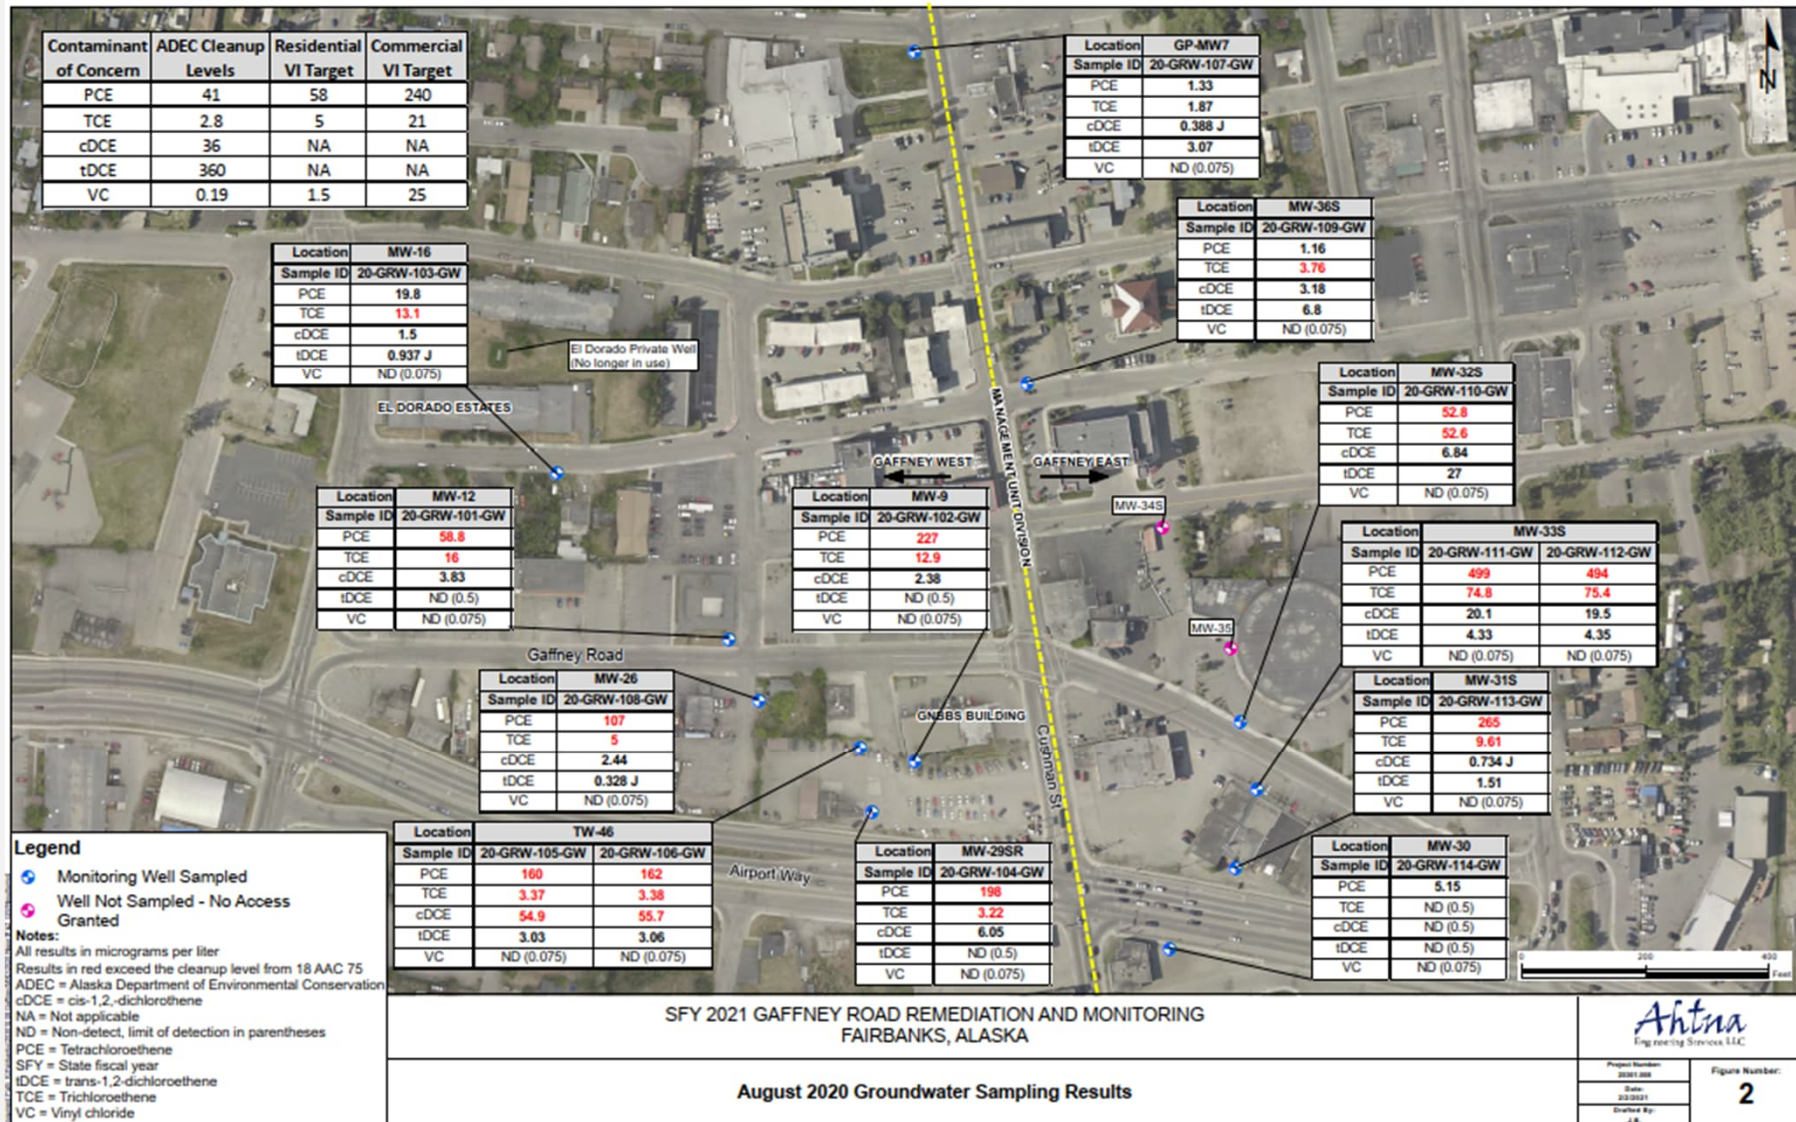 Contaminant of Concern | ADEC Cleanup Levels | Residential VI Target | Commercial VI Target
PCE 41 58 240
TCE 2.8 5 21
cDCE 36 NA NA
tDCE 360 NA NA
VC 0.19 1.5 25
Location GP-MW7
Sample ID 20-GRW-107-GW
PCE 1.33
TCE 1.87
cDCE 0.388 J
tDCE 3.07
VC ND (0.075)
N
Location MW-36S
Sample ID 20-GRW-109-GW
PCE 1.16
TCE 3.76
cDCE 3.18
tDCE 6.8
VC ND (0.075)
Location MW-16
Sample ID 20-GRW-103-GW
PCE 19.8
TCE 13.1
cDCE 1.5
tDCE 0.937 J
VC ND (0.075)
El Dorado Private Well
(No longer in use)
EL DORADO ESTATES
Location MW-32S
Sample ID 20-GRW-110-GW
PCE 52.8
TCE 52.6
cDCE 6.84
tDCE 27
VC ND (0.075)
MANAGEMENT UNIT DIVISION
GAFFNEY WEST
GAFFNEY EAST
MW-34S
MW-35
Location MW-12
Sample ID 20-GRW-101-GW
PCE 58.8
TCE 16
cDCE 3.83
tDCE ND (0.5)
VC ND (0.075)
Location MW-9
Sample ID 20-GRW-102-GW
PCE 227
TCE 12.9
cDCE 2.38
tDCE ND (0.5)
VC ND (0.075)
Location MW-33S
Sample ID 20-GRW-111-GW 20-GRW-112-GW
PCE 499 494
TCE 74.8 75.4
cDCE 20.1 19.5
tDCE 4.33 4.35
VC ND (0.075) ND (0.075)
Gaffney Road
Location MW-26
Sample ID 20-GRW-108-GW
PCE 107
TCE 5
cDCE 2.44
tDCE 0.328 J
VC ND (0.075)
GNBBS BUILDING
Cushman St
Location MW-31S
Sample ID 20-GRW-113-GW
PCE 265
TCE 9.61
cDCE 0.734 J
tDCE 1.51
VC ND (0.075)
Location TW-46
Sample ID 20-GRW-105-GW 20-GRW-106-GW
PCE 160 162
TCE 3.37 3.38
cDCE 54.9 55.7
tDCE 3.03 3.06
VC ND (0.075) ND (0.075)
Airport Way
Location MW-29SR
Sample ID 20-GRW-104-GW
PCE 198
TCE 3.22
cDCE 6.05
tDCE ND (0.5)
VC ND (0.075)
Location MW-30
Sample ID 20-GRW-114-GW
PCE 5.15
TCE ND (0.5)
cDCE ND (0.5)
tDCE ND (0.5)
VC ND (0.075)
0 200 400
Feet
Legend
Monitoring Well Sampled
Well Not Sampled - No Access
Granted
Notes:
All results in micrograms per liter
Results in red exceed the cleanup level from 18 AAC 75
ADEC = Alaska Department of Environmental Conservation
cDCE = cis-1,2,-dichlorothene
NA = Not applicable
ND = Non-detect, limit of detection in parentheses
PCE = Tetrachloroethene
SFY = State fiscal year
tDCE = trans-1,2-dichloroethene
TCE = Trichloroethene
VC = Vinyl chloride
SFY 2021 GAFFNEY ROAD REMEDIATION AND MONITORING
FAIRBANKS, ALASKA
August 2020 Groundwater Sampling Results
Ahtna
Engineering Services, LLC
Project Number:
Date:
2/2/2021
Drafted By:
Figure Number:
2